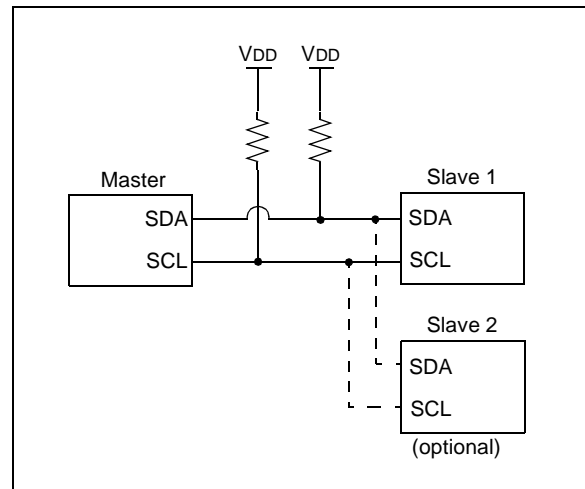 VDD VDD
Master
Slave 1
SDA
SDA
SCL
SCL
Slave 2
SDA
SCL
(optional)